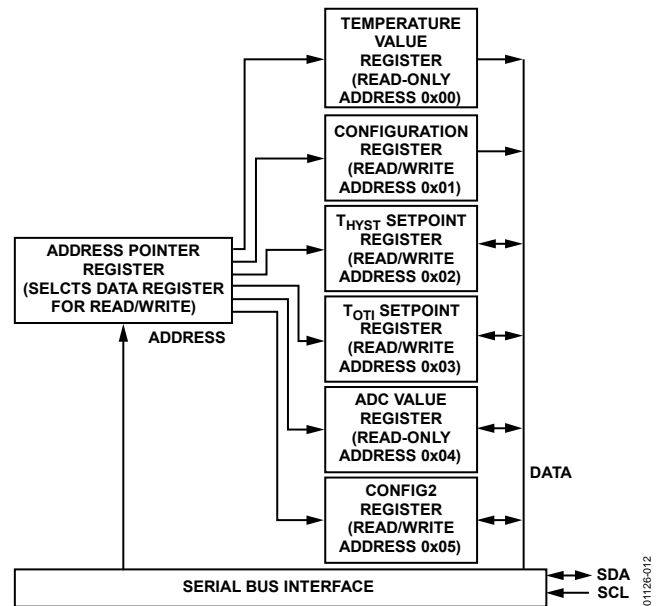 TEMPERATURE
VALUE
REGISTER
(READ-ONLY
ADDRESS 0x00)
CONFIGURATION
REGISTER
(READ/WRITE
ADDRESS 0x01)
THYST SETPOINT
REGISTER
(READ/WRITE
ADDRESS 0x02)
ADDRESS POINTER
REGISTER
(SELCTS DATA REGISTER
FOR READ/WRITE)
ADDRESS
TOTI SETPOINT
REGISTER
(READ/WRITE
ADDRESS 0x03)
ADC VALUE
REGISTER
(READ-ONLY
ADDRESS 0x04)
DATA
CONFIG2
REGISTER
(READ/WRITE
ADDRESS 0x05)
SERIAL BUS INTERFACE
SDA
SCL
01126-012